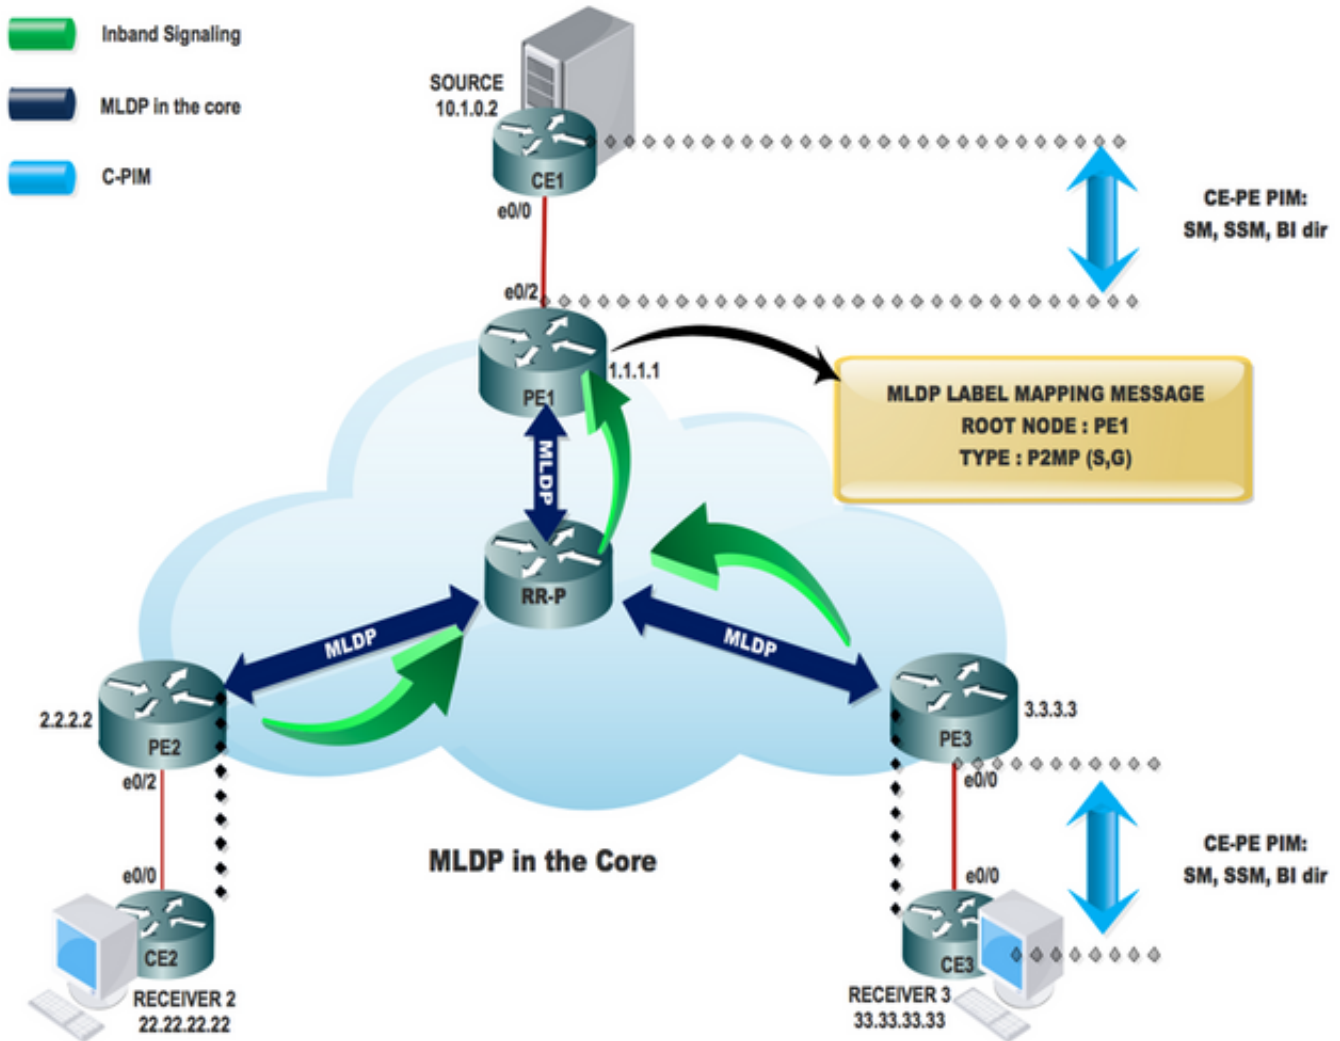 Inband Signaling
MLDP in the core
C-PIM
SOURCE
10.1.0.2
CE1
e0/0
CE-PE PIM:
SM, SSM, BI dir
e0/2
PE1
1.1.1.1
MLDP LABEL MAPPING MESSAGE
ROOT NODE : PE1
TYPE : P2MP (S,G)
MLDP
RR-P
MLDP
MLDP
2.2.2.2
PE2
e0/2
3.3.3.3
PE3
e0/0
MLDP in the Core
CE-PE PIM:
SM, SSM, BI dir
e0/0
CE2
RECEIVER 2
22.22.22.22
e0/0
CE3
RECEIVER 3
33.33.33.33